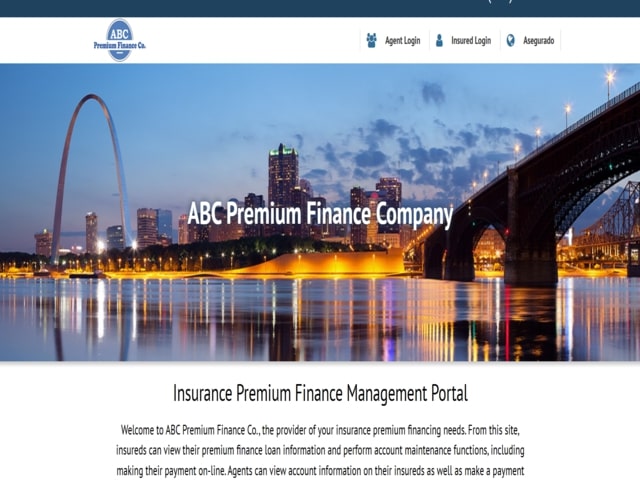 ABC
Premium Finance Co.
Agent Login
Insured Login
Asegurado
ABC Premium Finance Company
Insurance Premium Finance Management Portal
Welcome to ABC Premium Finance Co., the provider of your insurance premium financing needs. From this site,
insureds can view their premium finance loan information and perform account maintenance functions, including
making their payment on-line. Agents can view account information on their insureds as well as make a payment